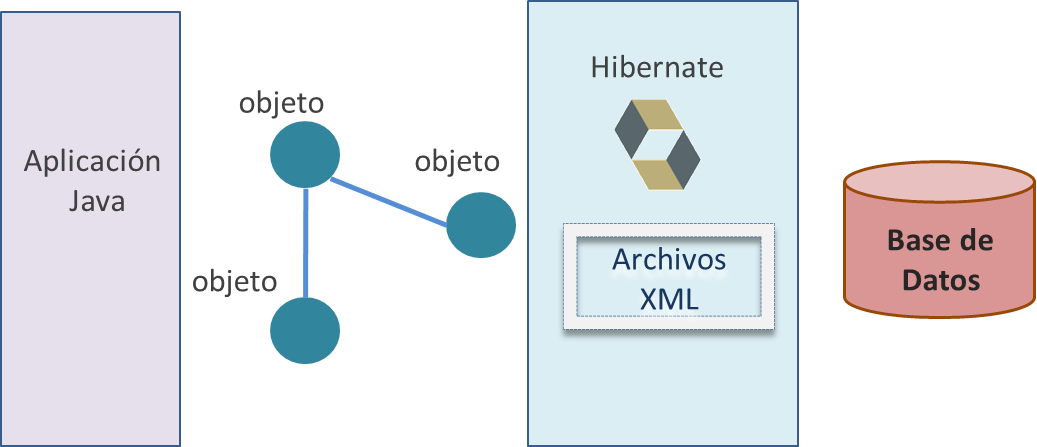 Aplicación
Java
objeto
objeto
objeto
Hibernate
Archivos
XML
Base de
Datos